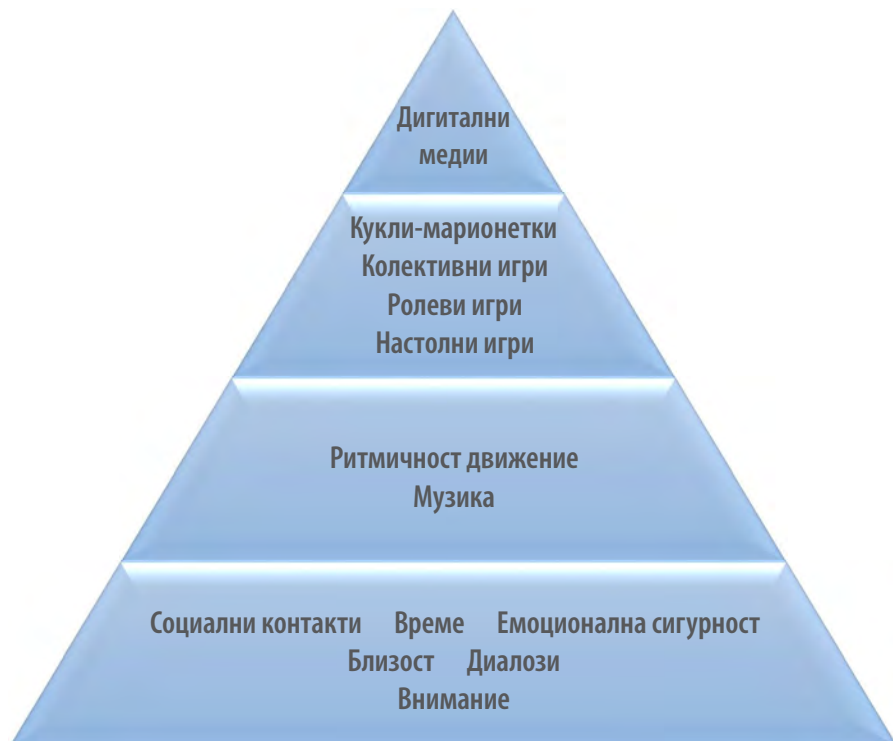 Дигитални
медии
Кукли-марионетки
Колективни игри
Ролеви игри
Настолни игри
Ритмичност движение
Музика
Социални контакти Време Емоционална сигурност
Близост Диалози
Внимание